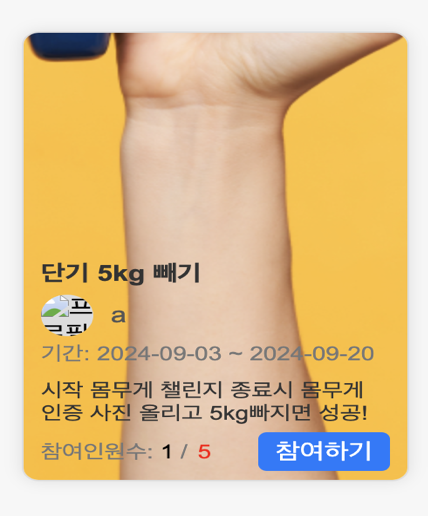 단기 5kg 빼기
a
기간: 2024-09-03 ~ 2024-09-20
시작 몸무게 챌린지 종료시 몸무게
인증 사진 올리고 5kg빠지면 성공!
참여인원수: 1 / 5 참여하기